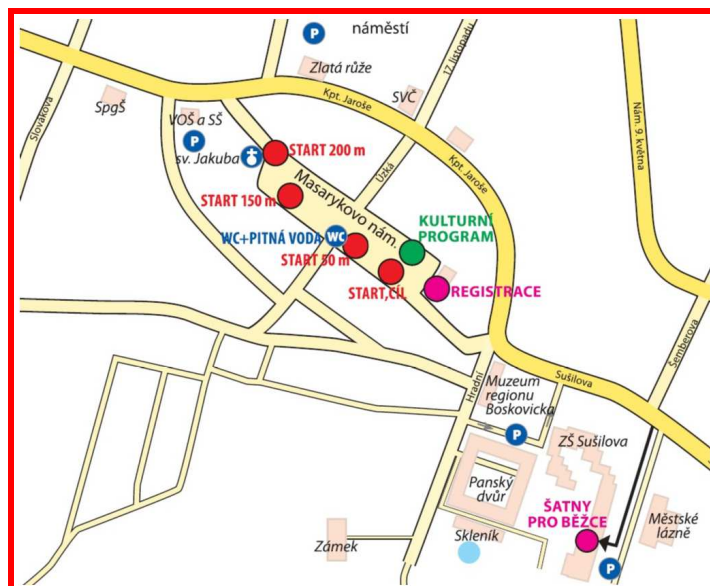 P
náměstí
17. listopadu
Zlatá růže
Slovákova
SpgŠ
VOŠ a SŠ
P
Kpt. Jaroše
SVČ
Nám. 9. května
sv. Jakuba
START 200 m
Úzká
Kpt. Jaroše
START 150 m
Masarykovo nám.
WC+PITNÁ VODA
WC
KULTURNÍ
PROGRAM
START 50 m
START,CÍL
REGISTRACE
Šemberova
Hradní
Sušilova
Muzeum
regionu
Boskovicka
P
ZŠ Sušilova
Panský
dvůr
ŠATNY
PRO BĚŽCE
Městské
lázně
Zámek
Skleník
P